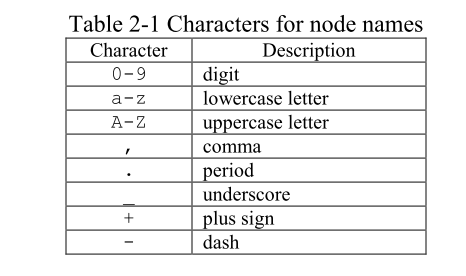 Table 2-1 Characters for node names
Character Description
0-9 digit
a-z lowercase letter
A-Z uppercase letter
, comma
. period
_ underscore
+ plus sign
- dash